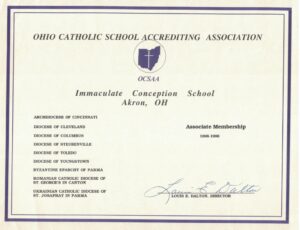 OHIO CATHOLIC SCHOOL ACCREDITING ASSOCIATION
OCSAA
Immaculate Conception School
Akron, OH
ARCHDIOCESE OF CINCINNATI
DIOCESE OF CLEVELAND
DIOCESE OF COLUMBUS
DIOCESE OF STEUBENVILLE
DIOCESE OF TOLEDO
DIOCESE OF YOUNGSTOWN
BYZANTINE EPARCHY OF PARMA
ROMANIAN CATHOLIC DIOCESE OF
ST. GEORGE'S IN CANTON
UKRAINIAN CATHOLIC DIOCESE OF
ST. JOSAPHAT IN PARMA
Associate Membership
Louis E. Dalton
LOUIS E. DALTON, DIRECTOR